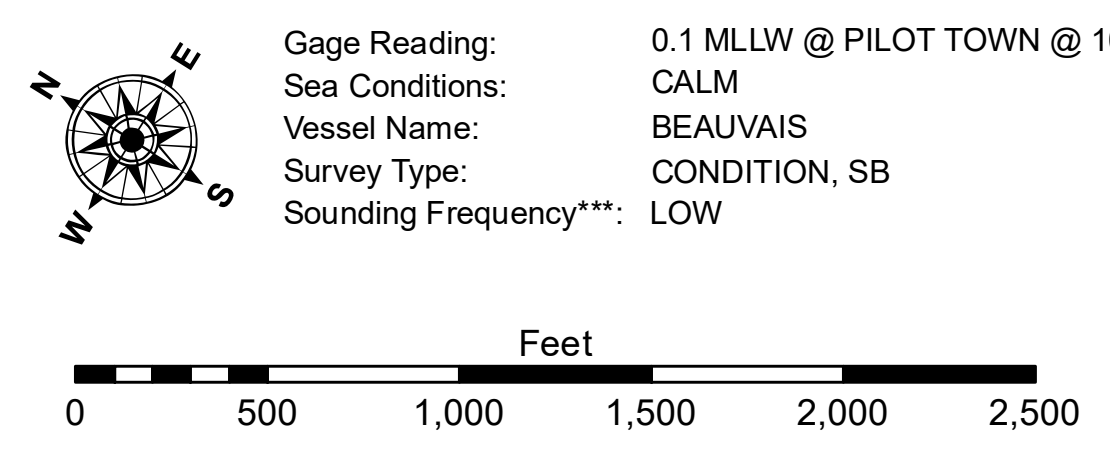 N
E
S
W
Gage Reading: 0.1 MLLW @ PILOT TOWN @
Sea Conditions: CALM
Vessel Name: BEAUVAIS
Survey Type: CONDITION, SB
Sounding Frequency***: LOW
Feet
0 500 1,000 1,500 2,000 2,500